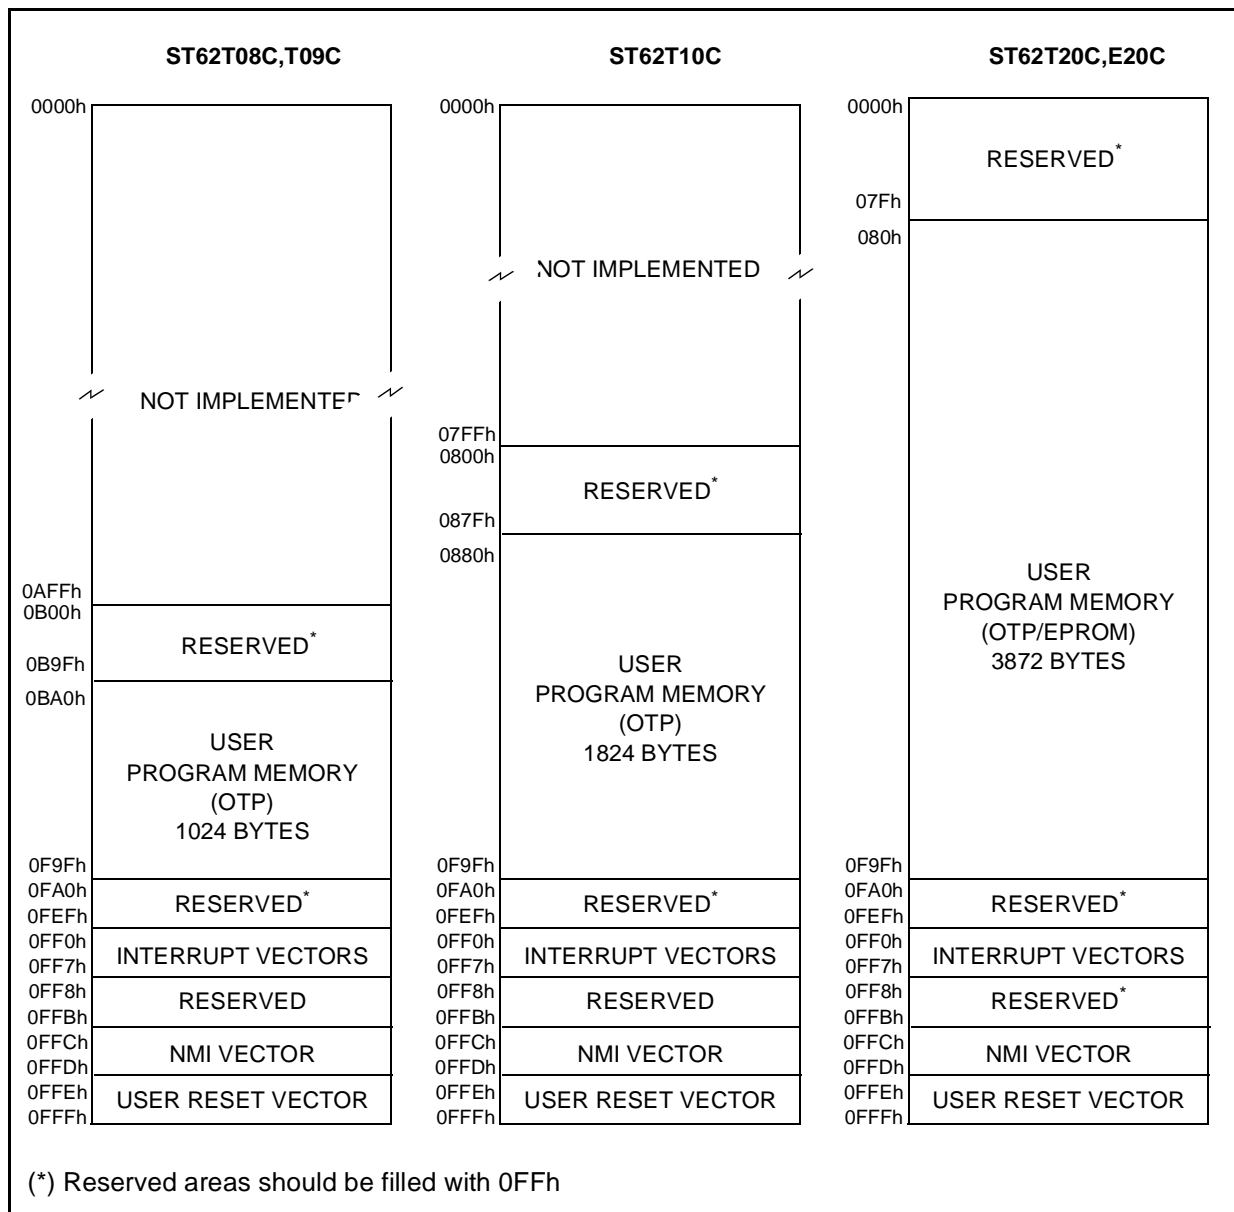 ST62T08C,T09C
0000h
NOT IMPLEMENTED
0AFFh
0B00h
RESERVED*
0B9Fh
0BA0h
USER
PROGRAM MEMORY
(OTP)
1024 BYTES
0F9Fh
0FA0h
RESERVED*
0FEFh
0FF0h
INTERRUPT VECTORS
0FF7h
0FF8h
RESERVED
0FFBh
0FFCh
NMI VECTOR
0FFDh
0FFEh
USER RESET VECTOR
0FFFh
ST62T10C
0000h
NOT IMPLEMENTED
07FFh
0800h
RESERVED*
087Fh
0880h
USER
PROGRAM MEMORY
(OTP)
1824 BYTES
0F9Fh
0FA0h
RESERVED*
0FEFh
0FF0h
INTERRUPT VECTORS
0FF7h
0FF8h
RESERVED
0FFBh
0FFCh
NMI VECTOR
0FFDh
0FFEh
USER RESET VECTOR
0FFFh
ST62T20C,E20C
0000h
RESERVED*
07Fh
080h
USER
PROGRAM MEMORY
(OTP/EPROM)
3872 BYTES
0F9Fh
0FA0h
RESERVED*
0FEFh
0FF0h
INTERRUPT VECTORS
0FF7h
0FF8h
RESERVED*
0FFBh
0FFCh
NMI VECTOR
0FFDh
0FFEh
USER RESET VECTOR
0FFFh
(*) Reserved areas should be filled with 0FFh